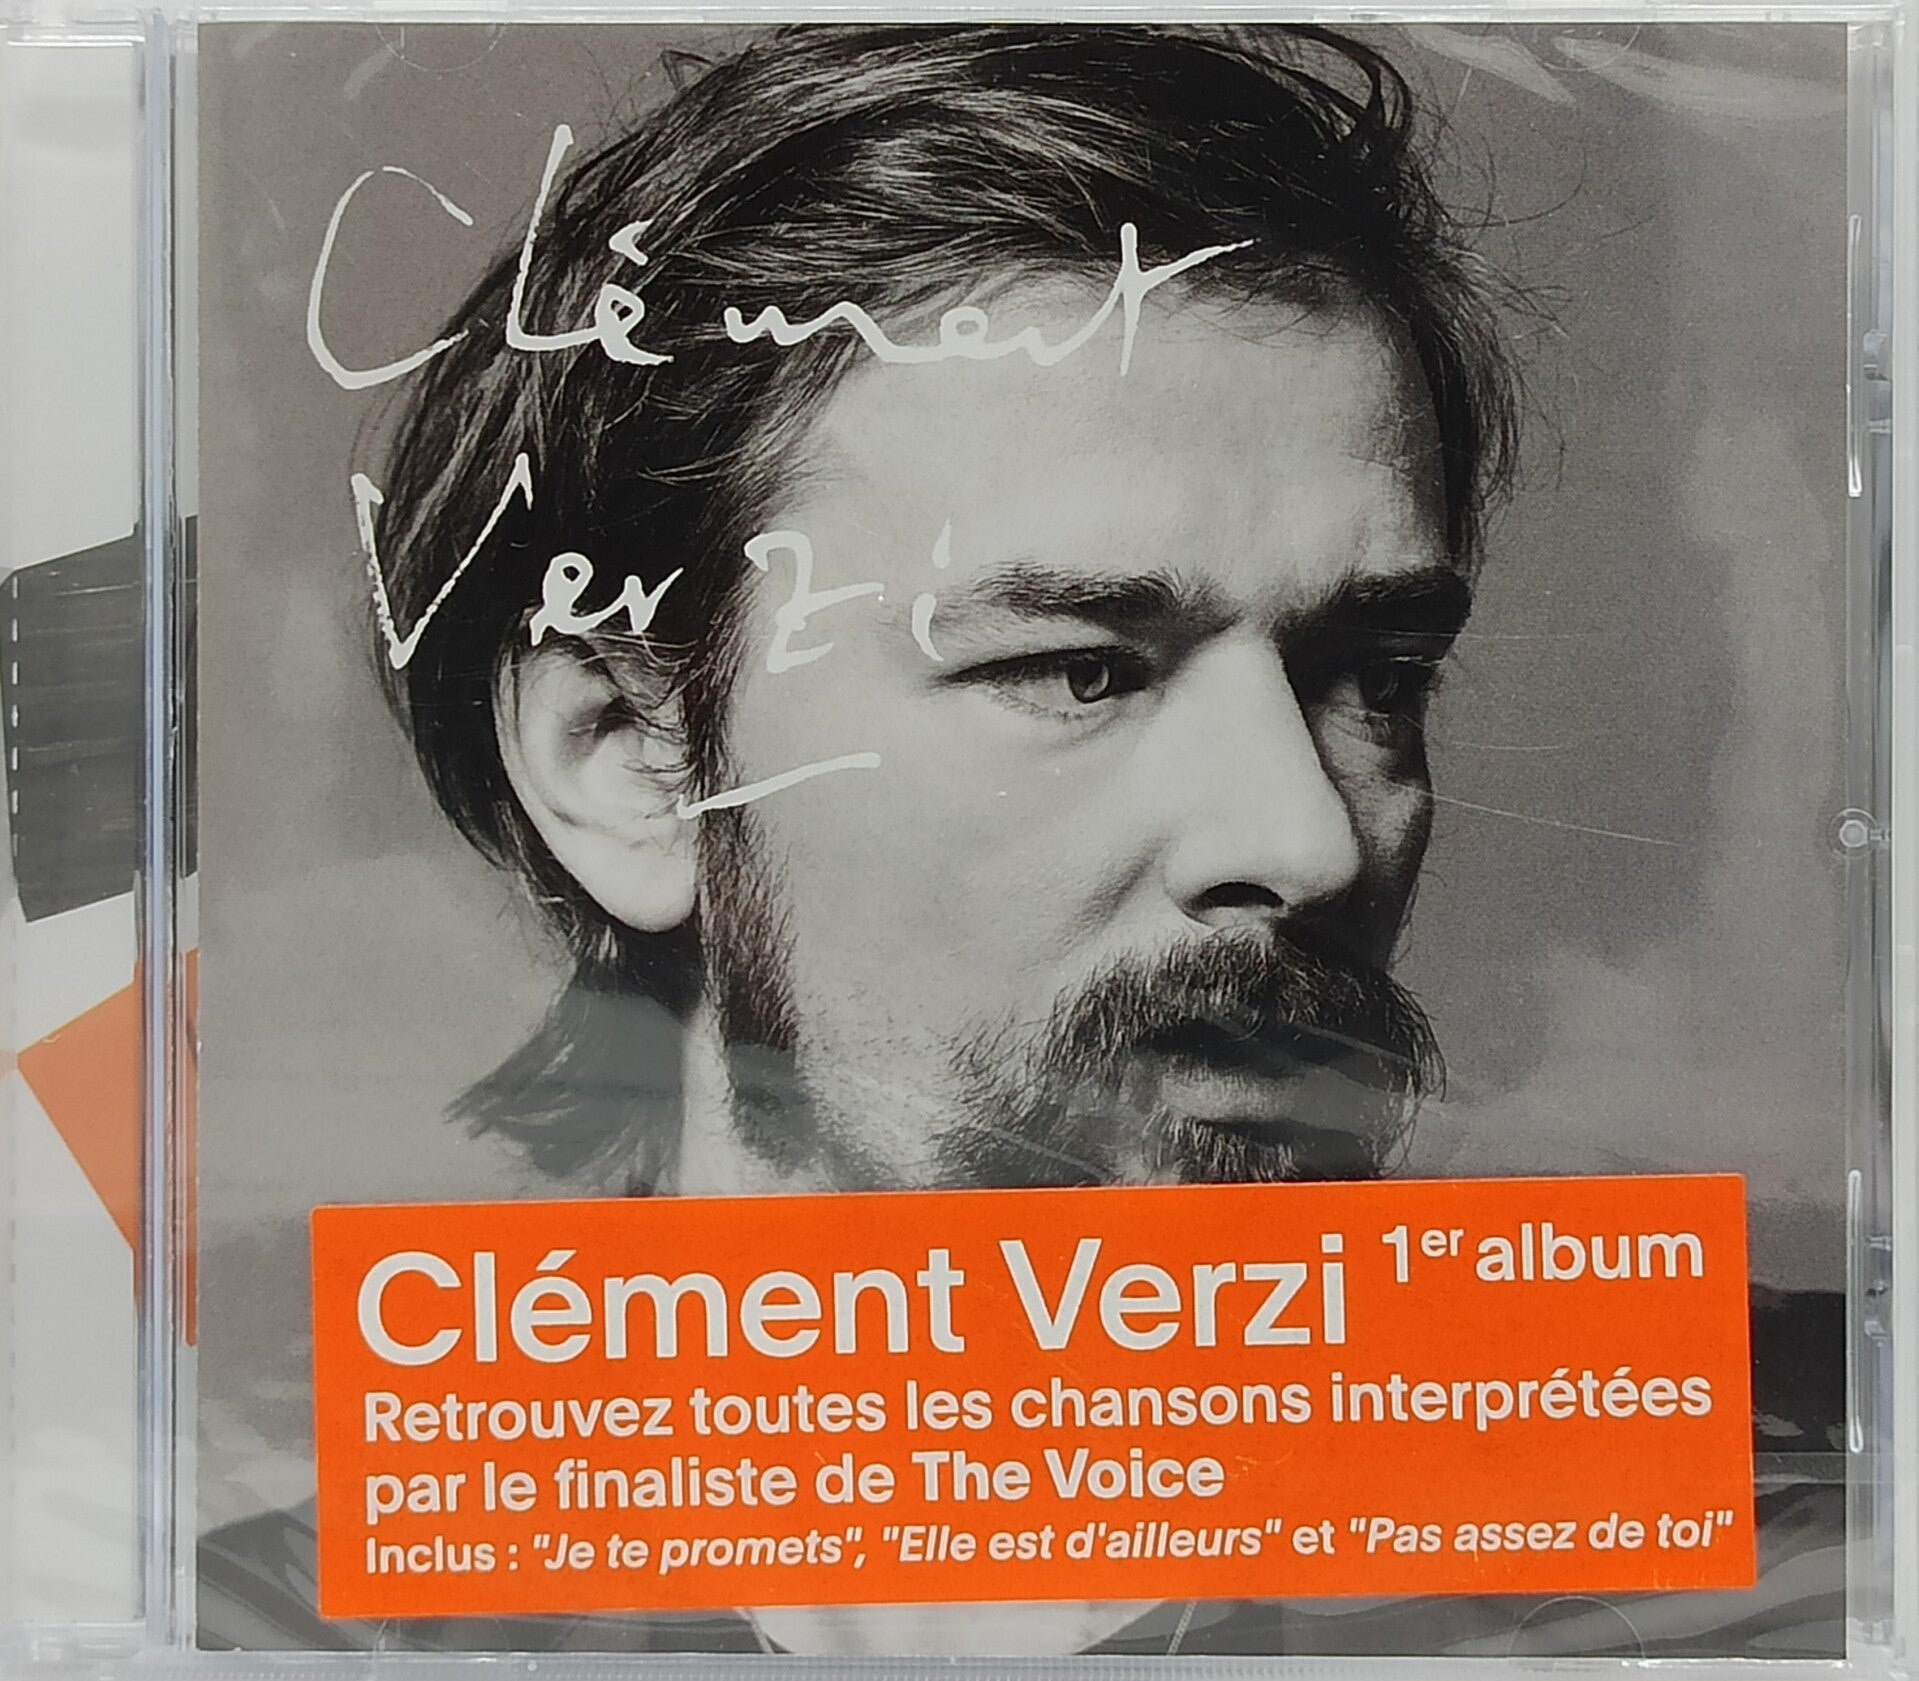 Clément
Verzi
Clément Verzi 1er album
Retrouvez toutes les chansons interprétées
par le finaliste de The Voice
Inclus : "Je te promets", "Elle est d'ailleurs" et "Pas assez de toi"